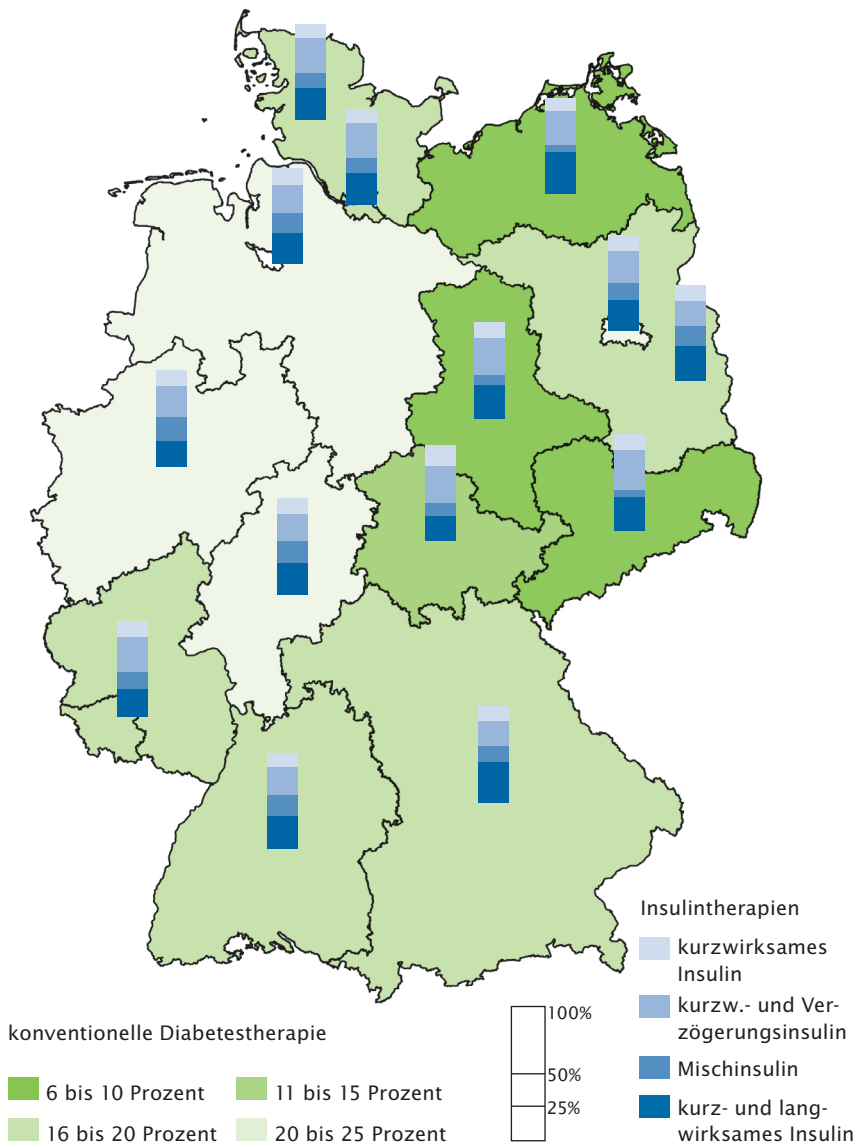 konventionelle Diabetestherapie
6 bis 10 Prozent
11 bis 15 Prozent
16 bis 20 Prozent
20 bis 25 Prozent
100%
50%
25%
Insulintherapien
kurzwirksames
Insulin
kurzw.- und Ver-
zögerungsinsulin
Mischinsulin
kurz- und lang-
wirksames Insulin